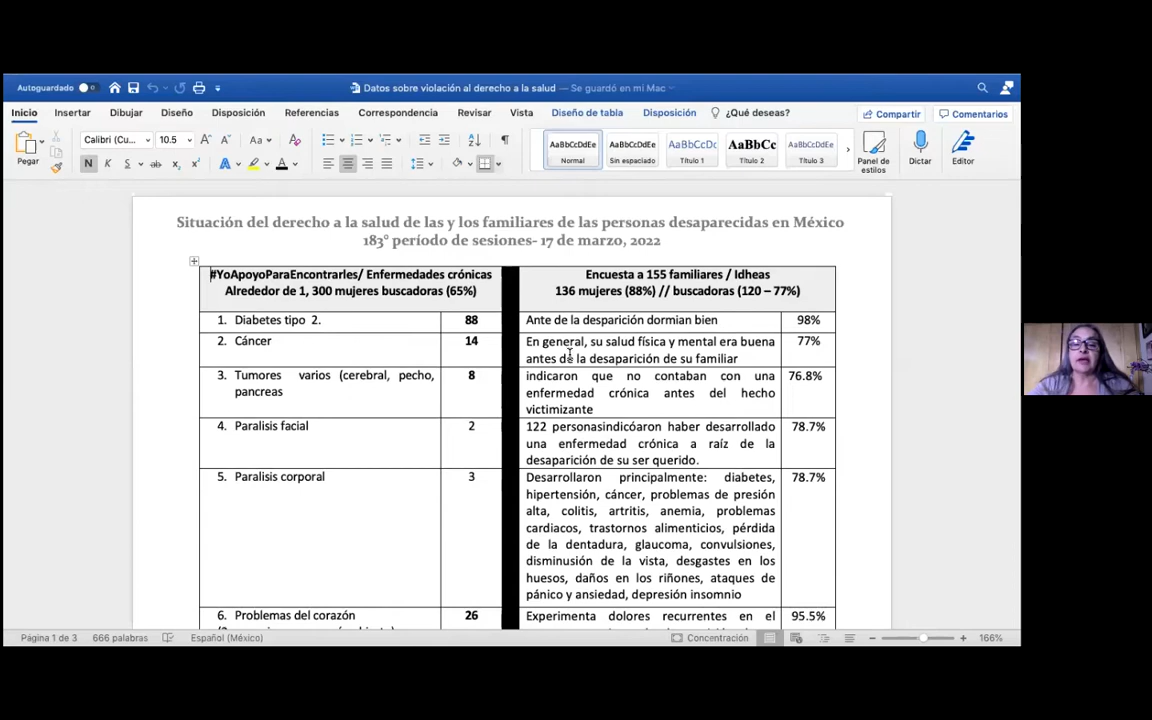 Autoguardado
Datos sobre violación al derecho a la salud — Se guardó en mi Mac
Inicio Insertar Dibujar Diseño Disposición Referencias Correspondencia Revisar Vista Diseño de tabla Disposición ¿Qué deseas? Compartir Comentarios
Calibri (Cu... 10.5
Pegar
N K S ab x x A A
AaBbCcDdEe AaBbCcDdEe AaBbCcDc AaBbCc AaBbCcDdEe
Normal Sin espaciado Título 1 Título 2 Título 3
Panel de estilos Dictar Editor
Situación del derecho a la salud de las y los familiares de las personas desaparecidas en México
183° período de sesiones- 17 de marzo, 2022
#YoApoyoParaEncontrarles/ Enfermedades crónicas
Alrededor de 1, 300 mujeres buscadoras (65%)
Encuesta a 155 familiares / Idheas
136 mujeres (88%) // buscadoras (120 – 77%)
1. Diabetes tipo 2. 88
Ante de la desparición dormian bien 98%
2. Cáncer 14
En general, su salud física y mental era buena 77%
antes de la desaparición de su familiar
3. Tumores varios (cerebral, pecho, 8
pancreas
indicaron que no contaban con una 76.8%
enfermedad crónica antes del hecho
victimizante
4. Paralisis facial 2
122 personasindicóaron haber desarrollado 78.7%
una enfermedad crónica a raíz de la
desaparición de su ser querido.
5. Paralisis corporal 3
Desarrollaron principalmente: diabetes, 78.7%
hipertensión, cáncer, problemas de presión
alta, colitis, artritis, anemia, problemas
cardiacos, trastornos alimenticios, pérdida
de la dentadura, glaucoma, convulsiones,
disminusión de la vista, desgastes en los
huesos, daños en los riñones, ataques de
pánico y ansiedad, depresión insomnio
6. Problemas del corazón 26
Experimenta dolores recurrentes en el 95.5%
Página 1 de 3 666 palabras Español (México) Concentración 166%